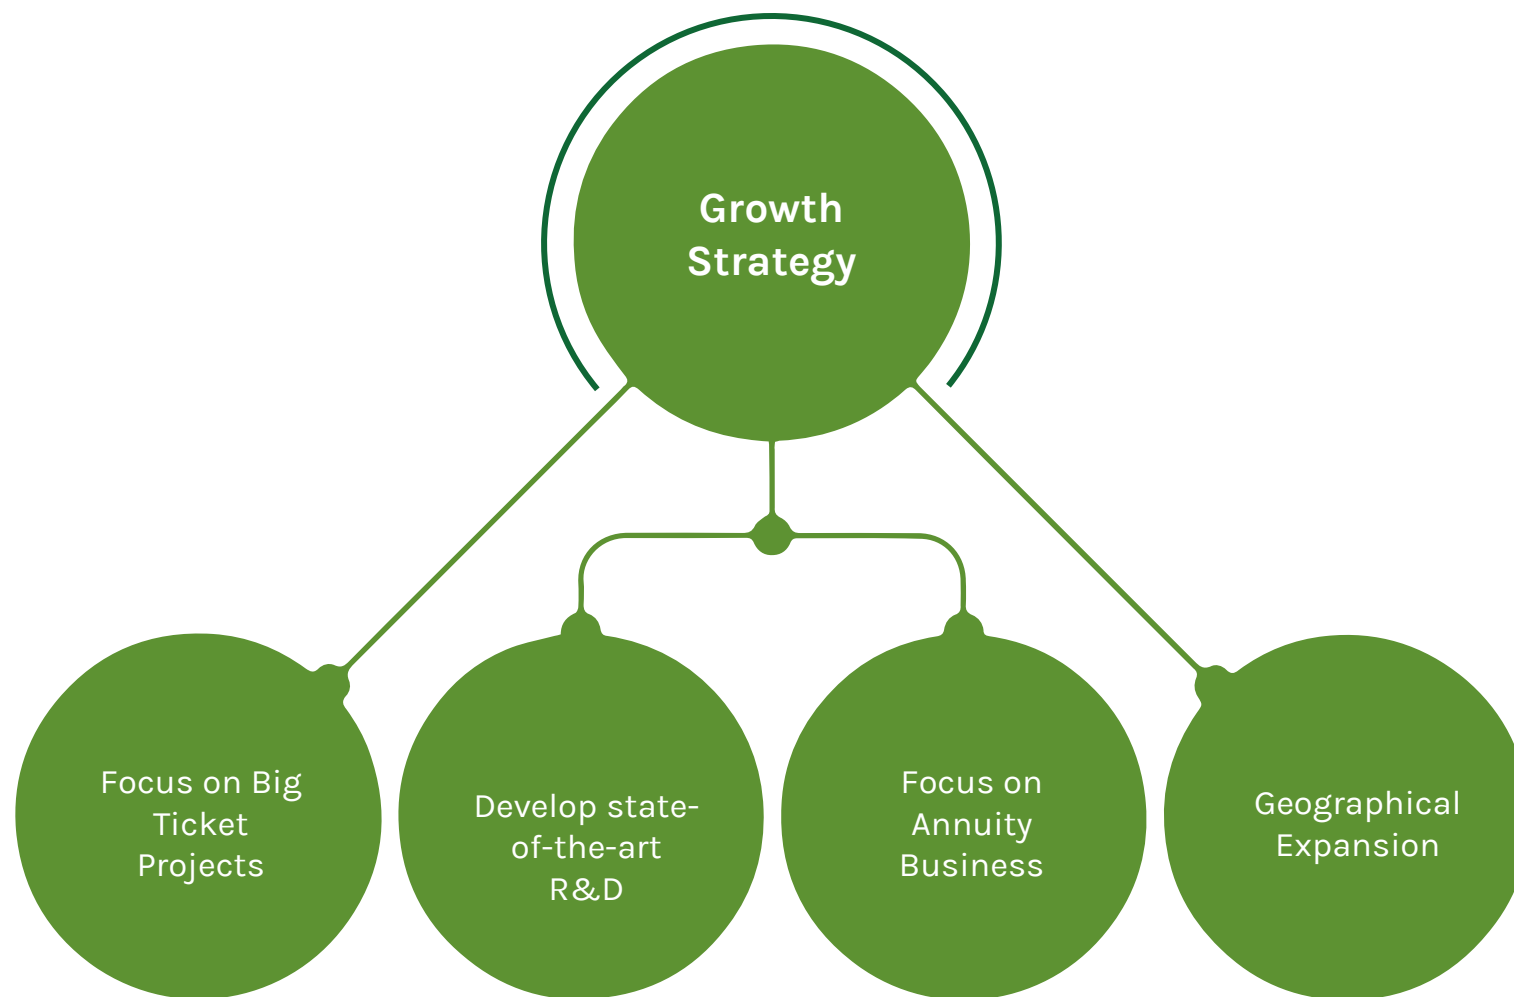 Growth
Strategy
Focus on Big
Ticket
Projects
Develop state-
of-the-art
R&D
Focus on
Annuity
Business
Geographical
Expansion